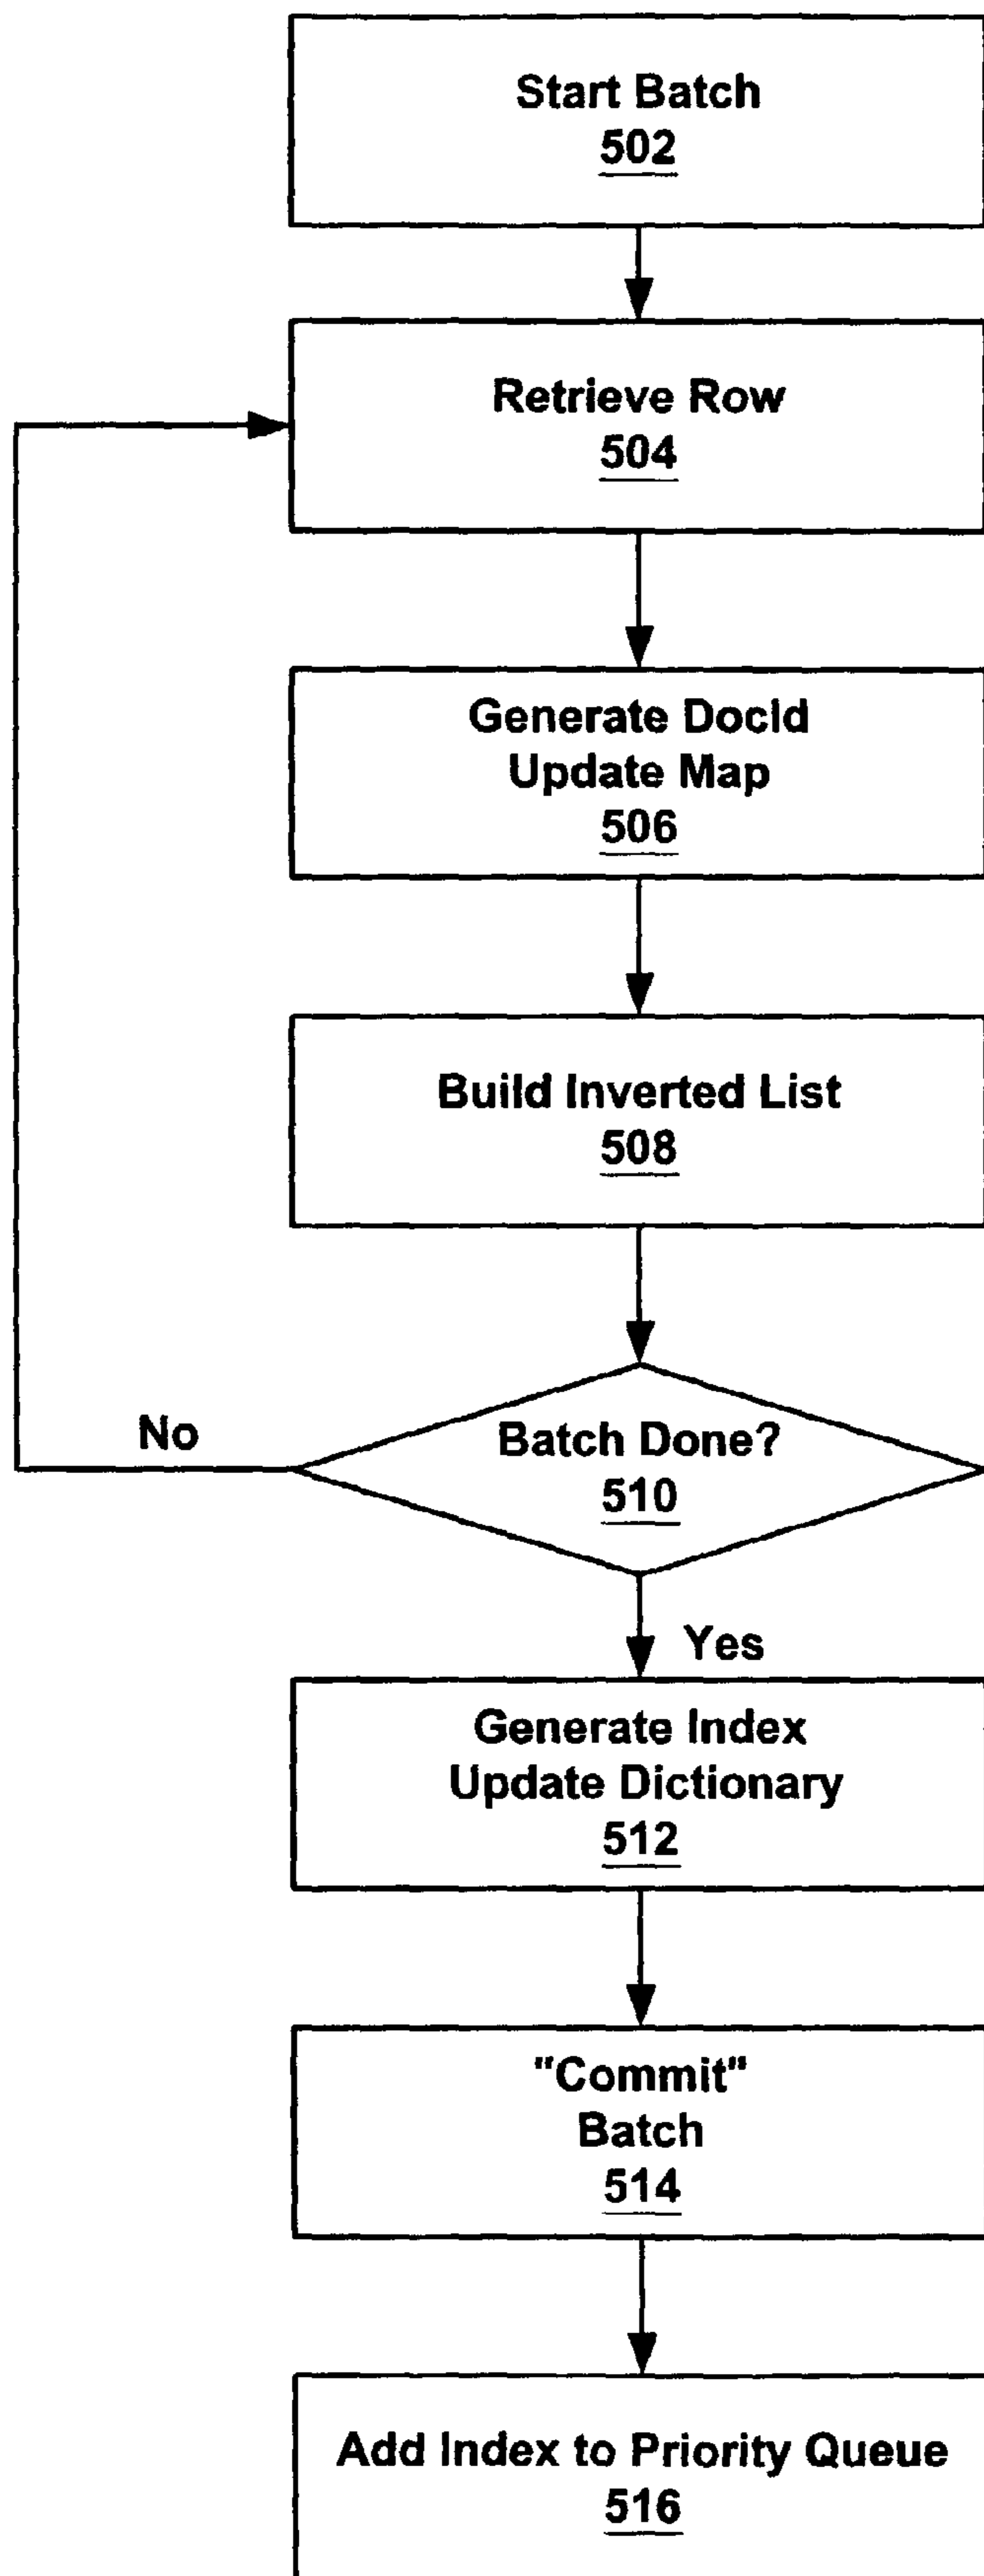 Start Batch
502
Retrieve Row
504
Generate DocId
Update Map
506
Build Inverted List
508
Batch Done?
510
No
Yes
Generate Index
Update Dictionary
512
"Commit"
Batch
514
Add Index to Priority Queue
516